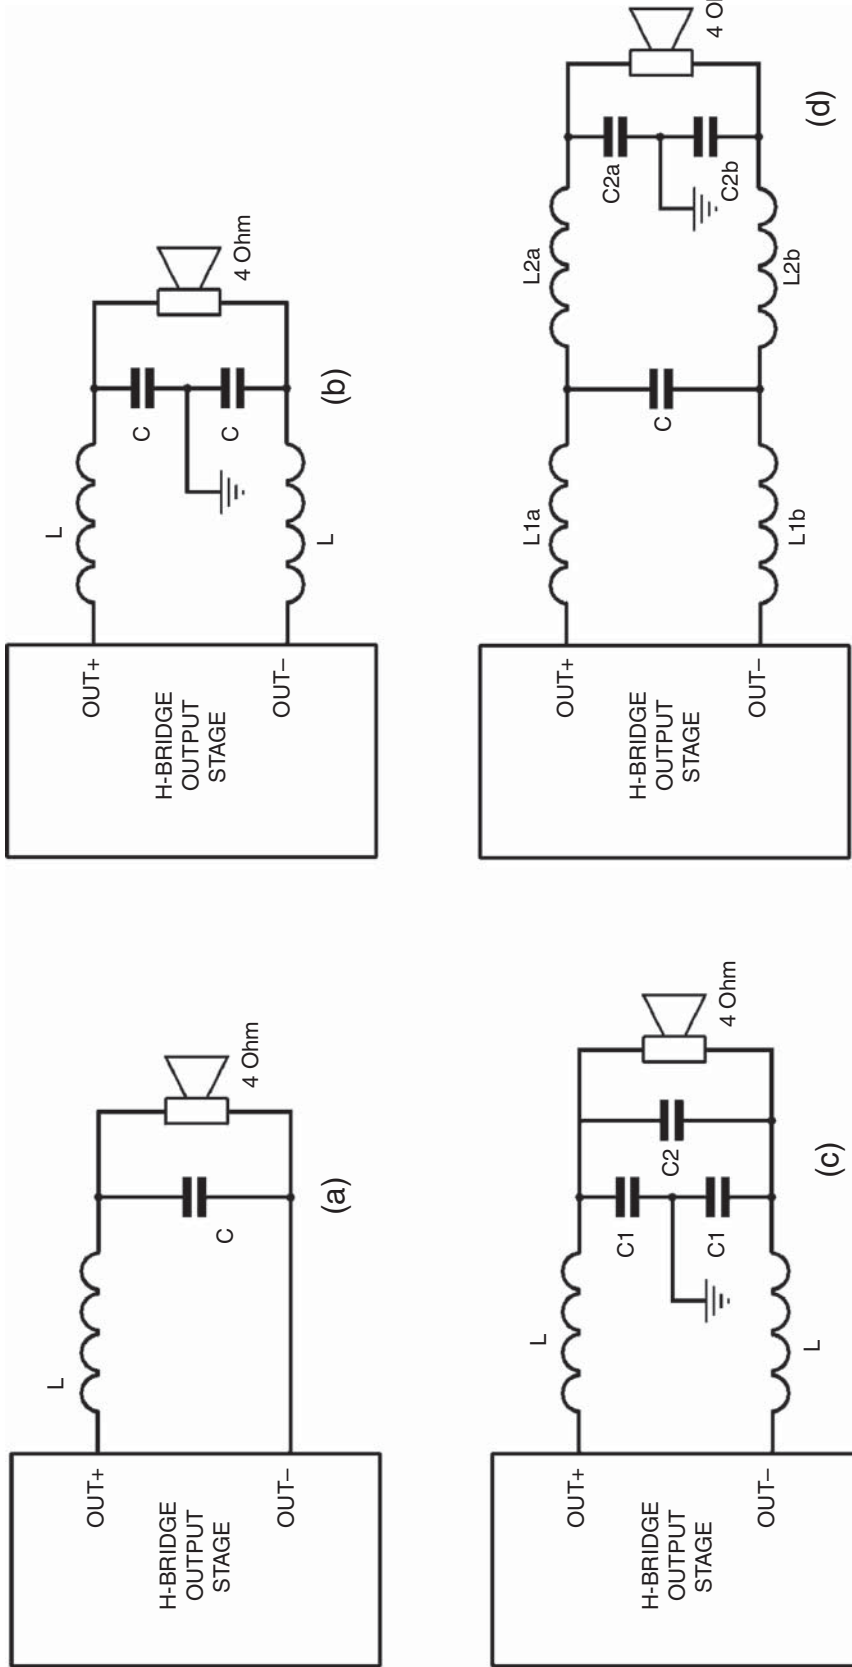 L
OUT+
H-BRIDGE
OUTPUT
STAGE
OUT–
C
4 Ohm
(a)
L
OUT+
H-BRIDGE
OUTPUT
STAGE
OUT–
C
C
L
4 Ohm
(b)
L
OUT+
H-BRIDGE
OUTPUT
STAGE
OUT–
C1
C1
C2
L
4 Ohm
(c)
L1a
L2a
OUT+
H-BRIDGE
OUTPUT
STAGE
OUT–
C
C2a
C2b
L1b
L2b
4
(d)